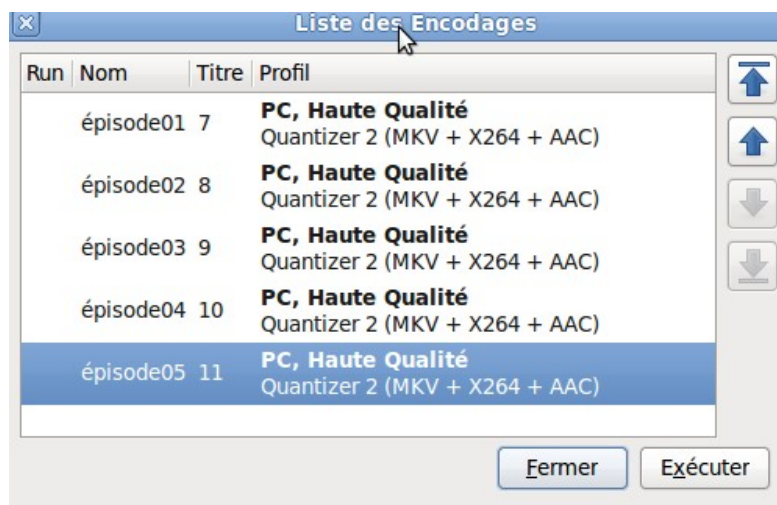 Liste des Encodages
Run Nom Titre Profil
épisode01 7 PC, Haute Qualité
Quantizer 2 (MKV + X264 + AAC)
épisode02 8 PC, Haute Qualité
Quantizer 2 (MKV + X264 + AAC)
épisode03 9 PC, Haute Qualité
Quantizer 2 (MKV + X264 + AAC)
épisode04 10 PC, Haute Qualité
Quantizer 2 (MKV + X264 + AAC)
épisode05 11 PC, Haute Qualité
Quantizer 2 (MKV + X264 + AAC)
Fermer Exécuter